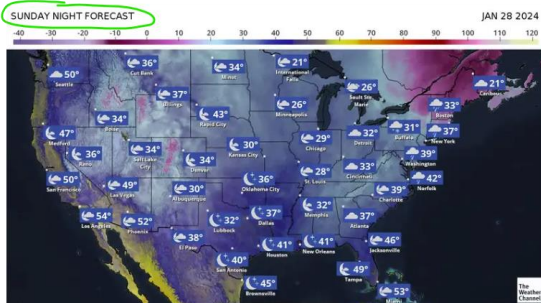 SUNDAY NIGHT FORECAST
JAN 28 2024
-40 -30 -20 -10 0 10 20 30 40 50 60 70 80 90 100
50°
Seattle
36°
Cut Bank
34°
Minot
21°
International
Falls
26°
Sault Ste.
Marie
21°
Caribou
37°
Billings
43°
Rapid City
26°
Minneapolis
33°
Boston
34°
Boise
47°
Medford
36°
Reno
34°
Salt Lake
City
34°
Denver
30°
Kansas City
29°
Chicago
32°
Detroit
31°
Buffalo
37°
New York
39°
Washington
50°
San Francisco
49°
Las Vegas
30°
Albuquerque
36°
Oklahoma City
28°
St. Louis
33°
Cincinnati
42°
Norfolk
39°
Charlotte
54°
Los Angeles
52°
Phoenix
38°
El Paso
32°
Lubbock
37°
Dallas
32°
Memphis
37°
Atlanta
40°
San Antonio
41°
Houston
41°
New Orleans
46°
Jacksonville
45°
Brownsville
49°
Tampa
53°
Miami
The
Weather
Channel